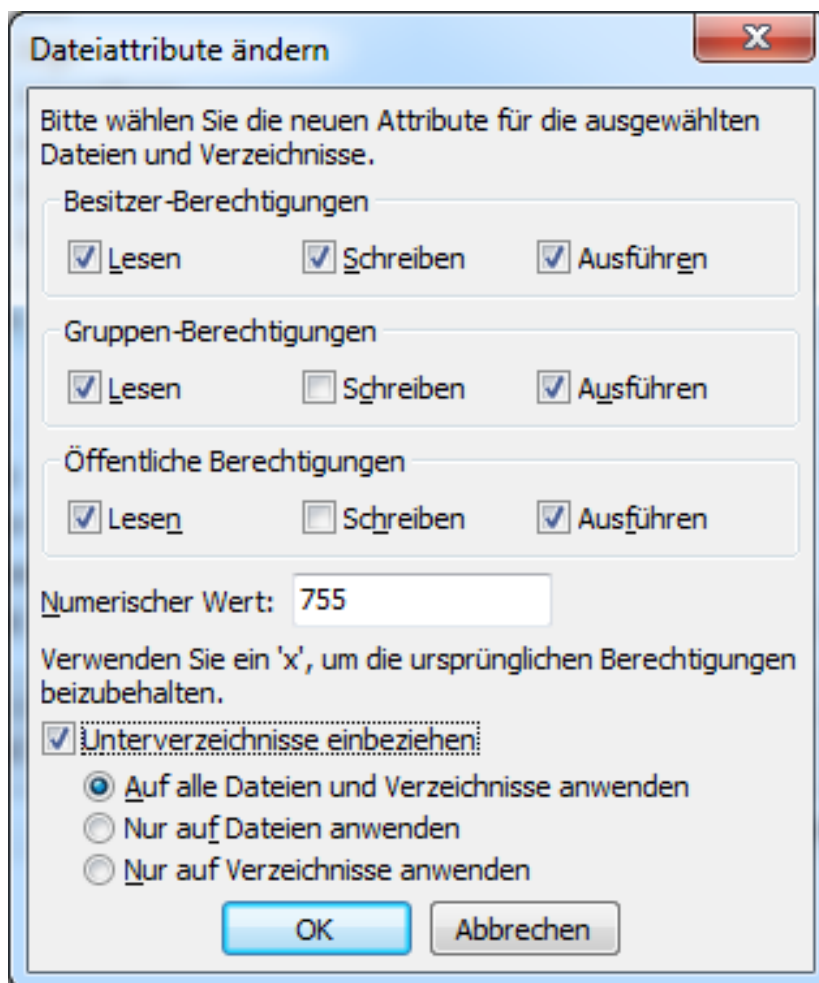 Dateiattribute ändern
Bitte wählen Sie die neuen Attribute für die ausgewählten
Dateien und Verzeichnisse.
Besitzer-Berechtigungen
Lesen Schreiben Ausführen
Gruppen-Berechtigungen
Lesen Schreiben Ausführen
Öffentliche Berechtigungen
Lesen Schreiben Ausführen
Numerischer Wert: 755
Verwenden Sie ein 'x', um die ursprünglichen Berechtigungen
beizubehalten.
Unterverzeichnisse einbeziehen
Auf alle Dateien und Verzeichnisse anwenden
Nur auf Dateien anwenden
Nur auf Verzeichnisse anwenden
OK Abbrechen